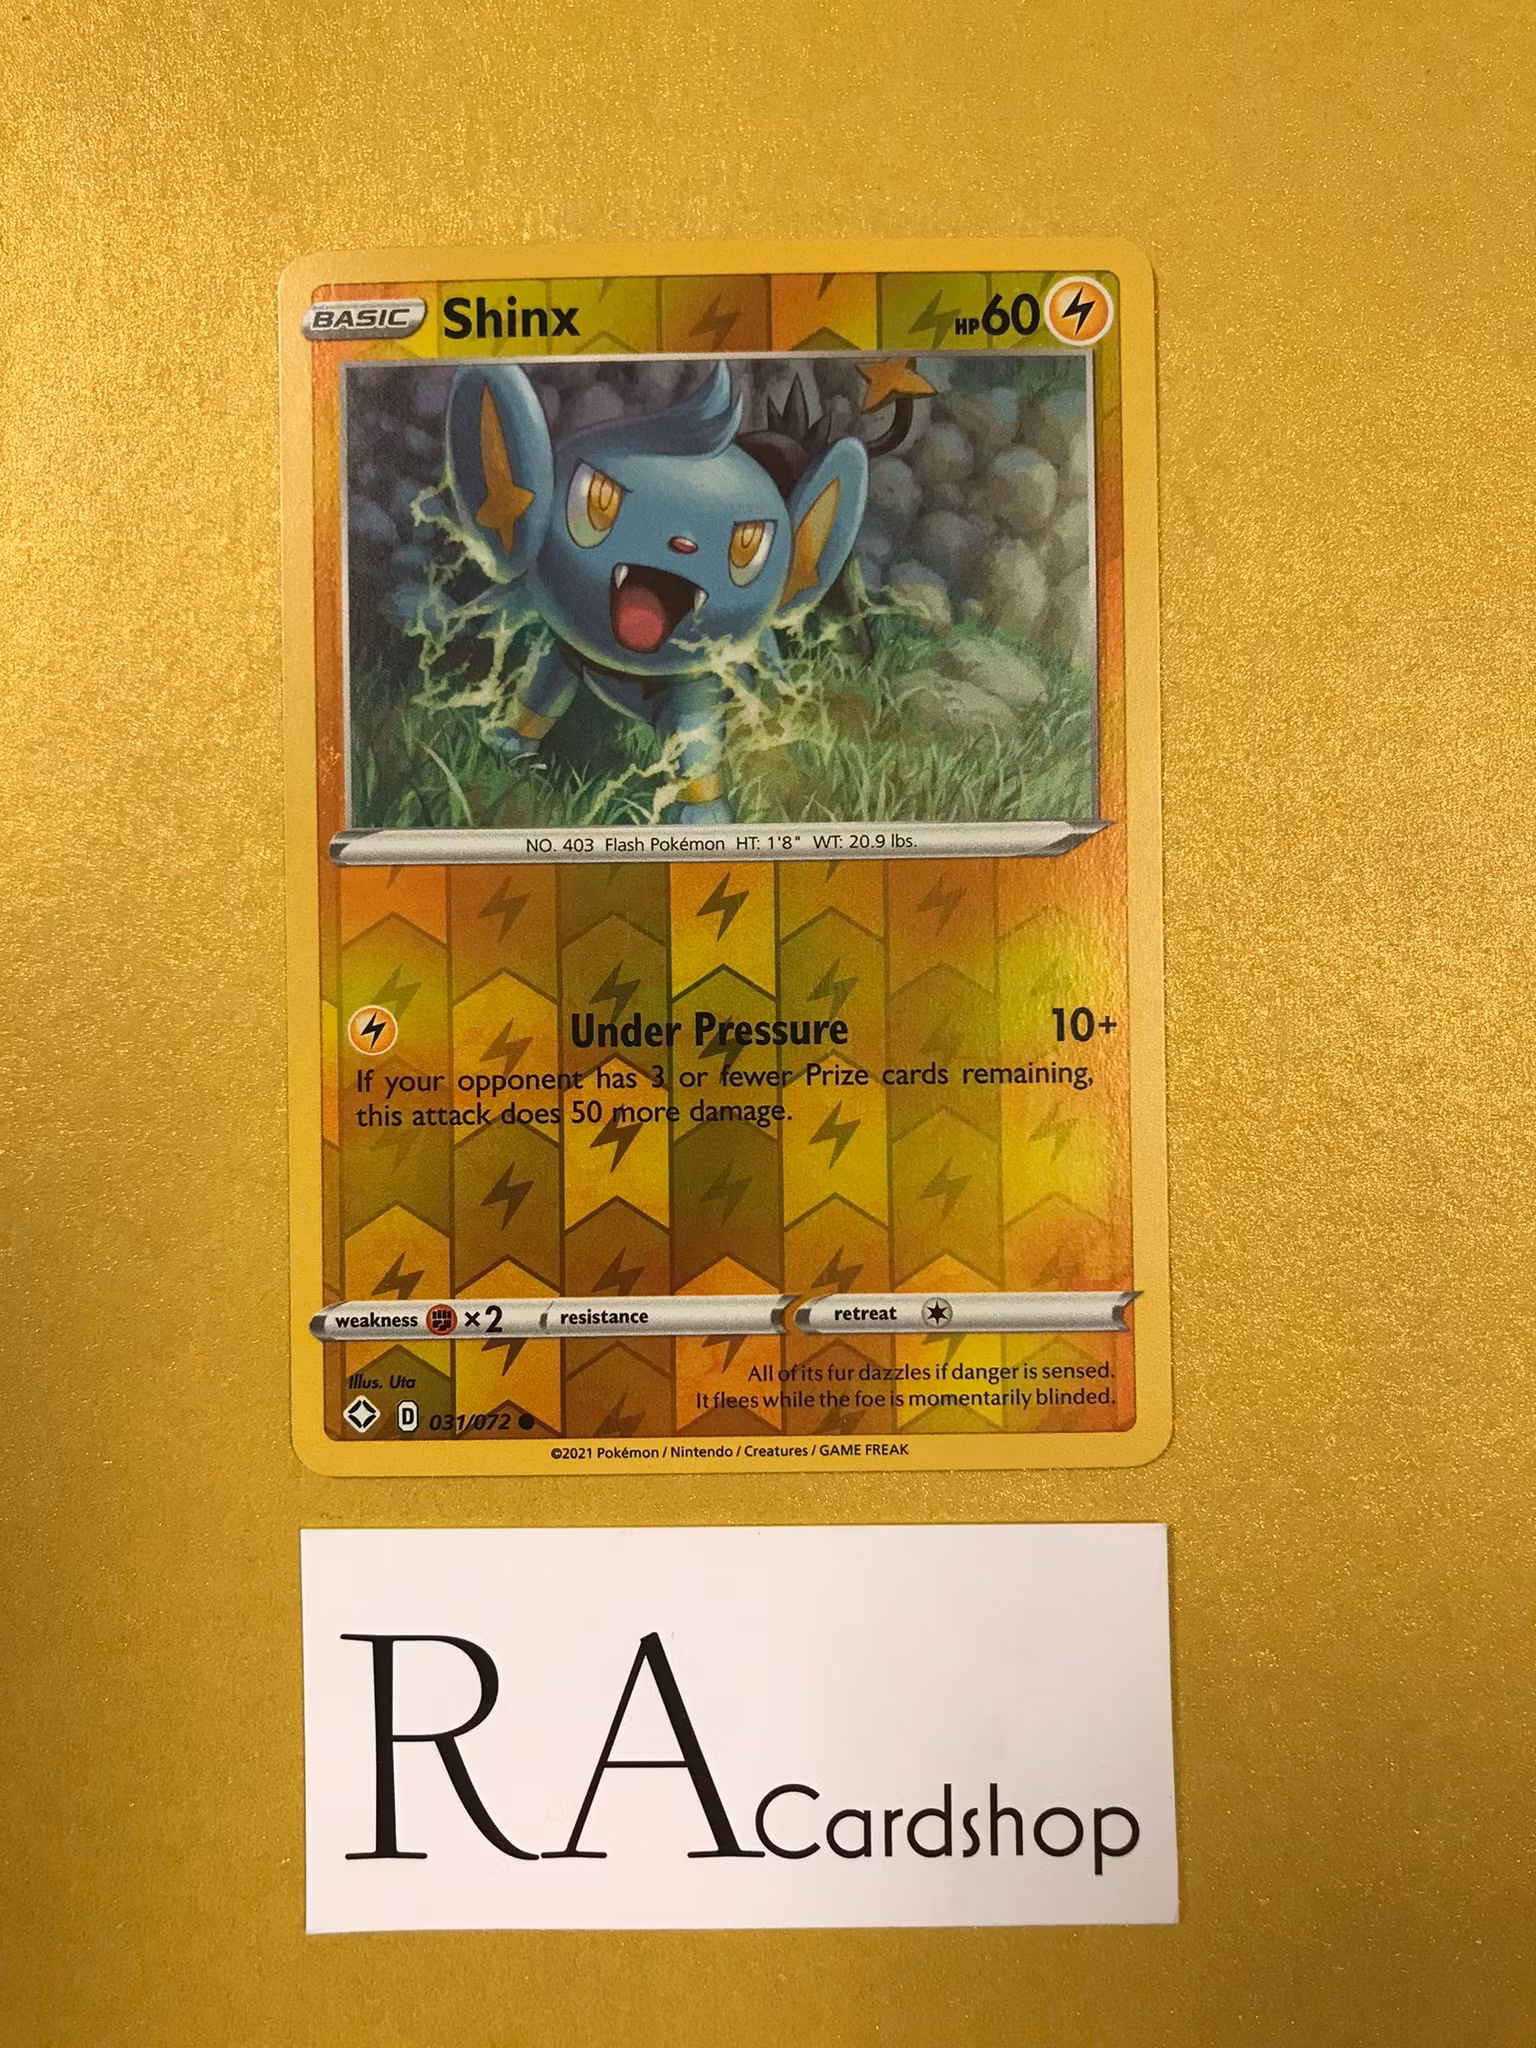 BASIC Shinx HP60
NO. 403 Flash Pokémon HT: 1'8" WT: 20.9 lbs.
Under Pressure 10+
If your opponent has 3 or fewer Prize cards remaining,
this attack does 50 more damage.
weakness ×2 resistance retreat
All of its fur dazzles if danger is sensed.
It flees while the foe is momentarily blinded.
Illus. Uta
D 031/072
©2021 Pokémon / Nintendo / Creatures / GAME FREAK
RA Cardshop